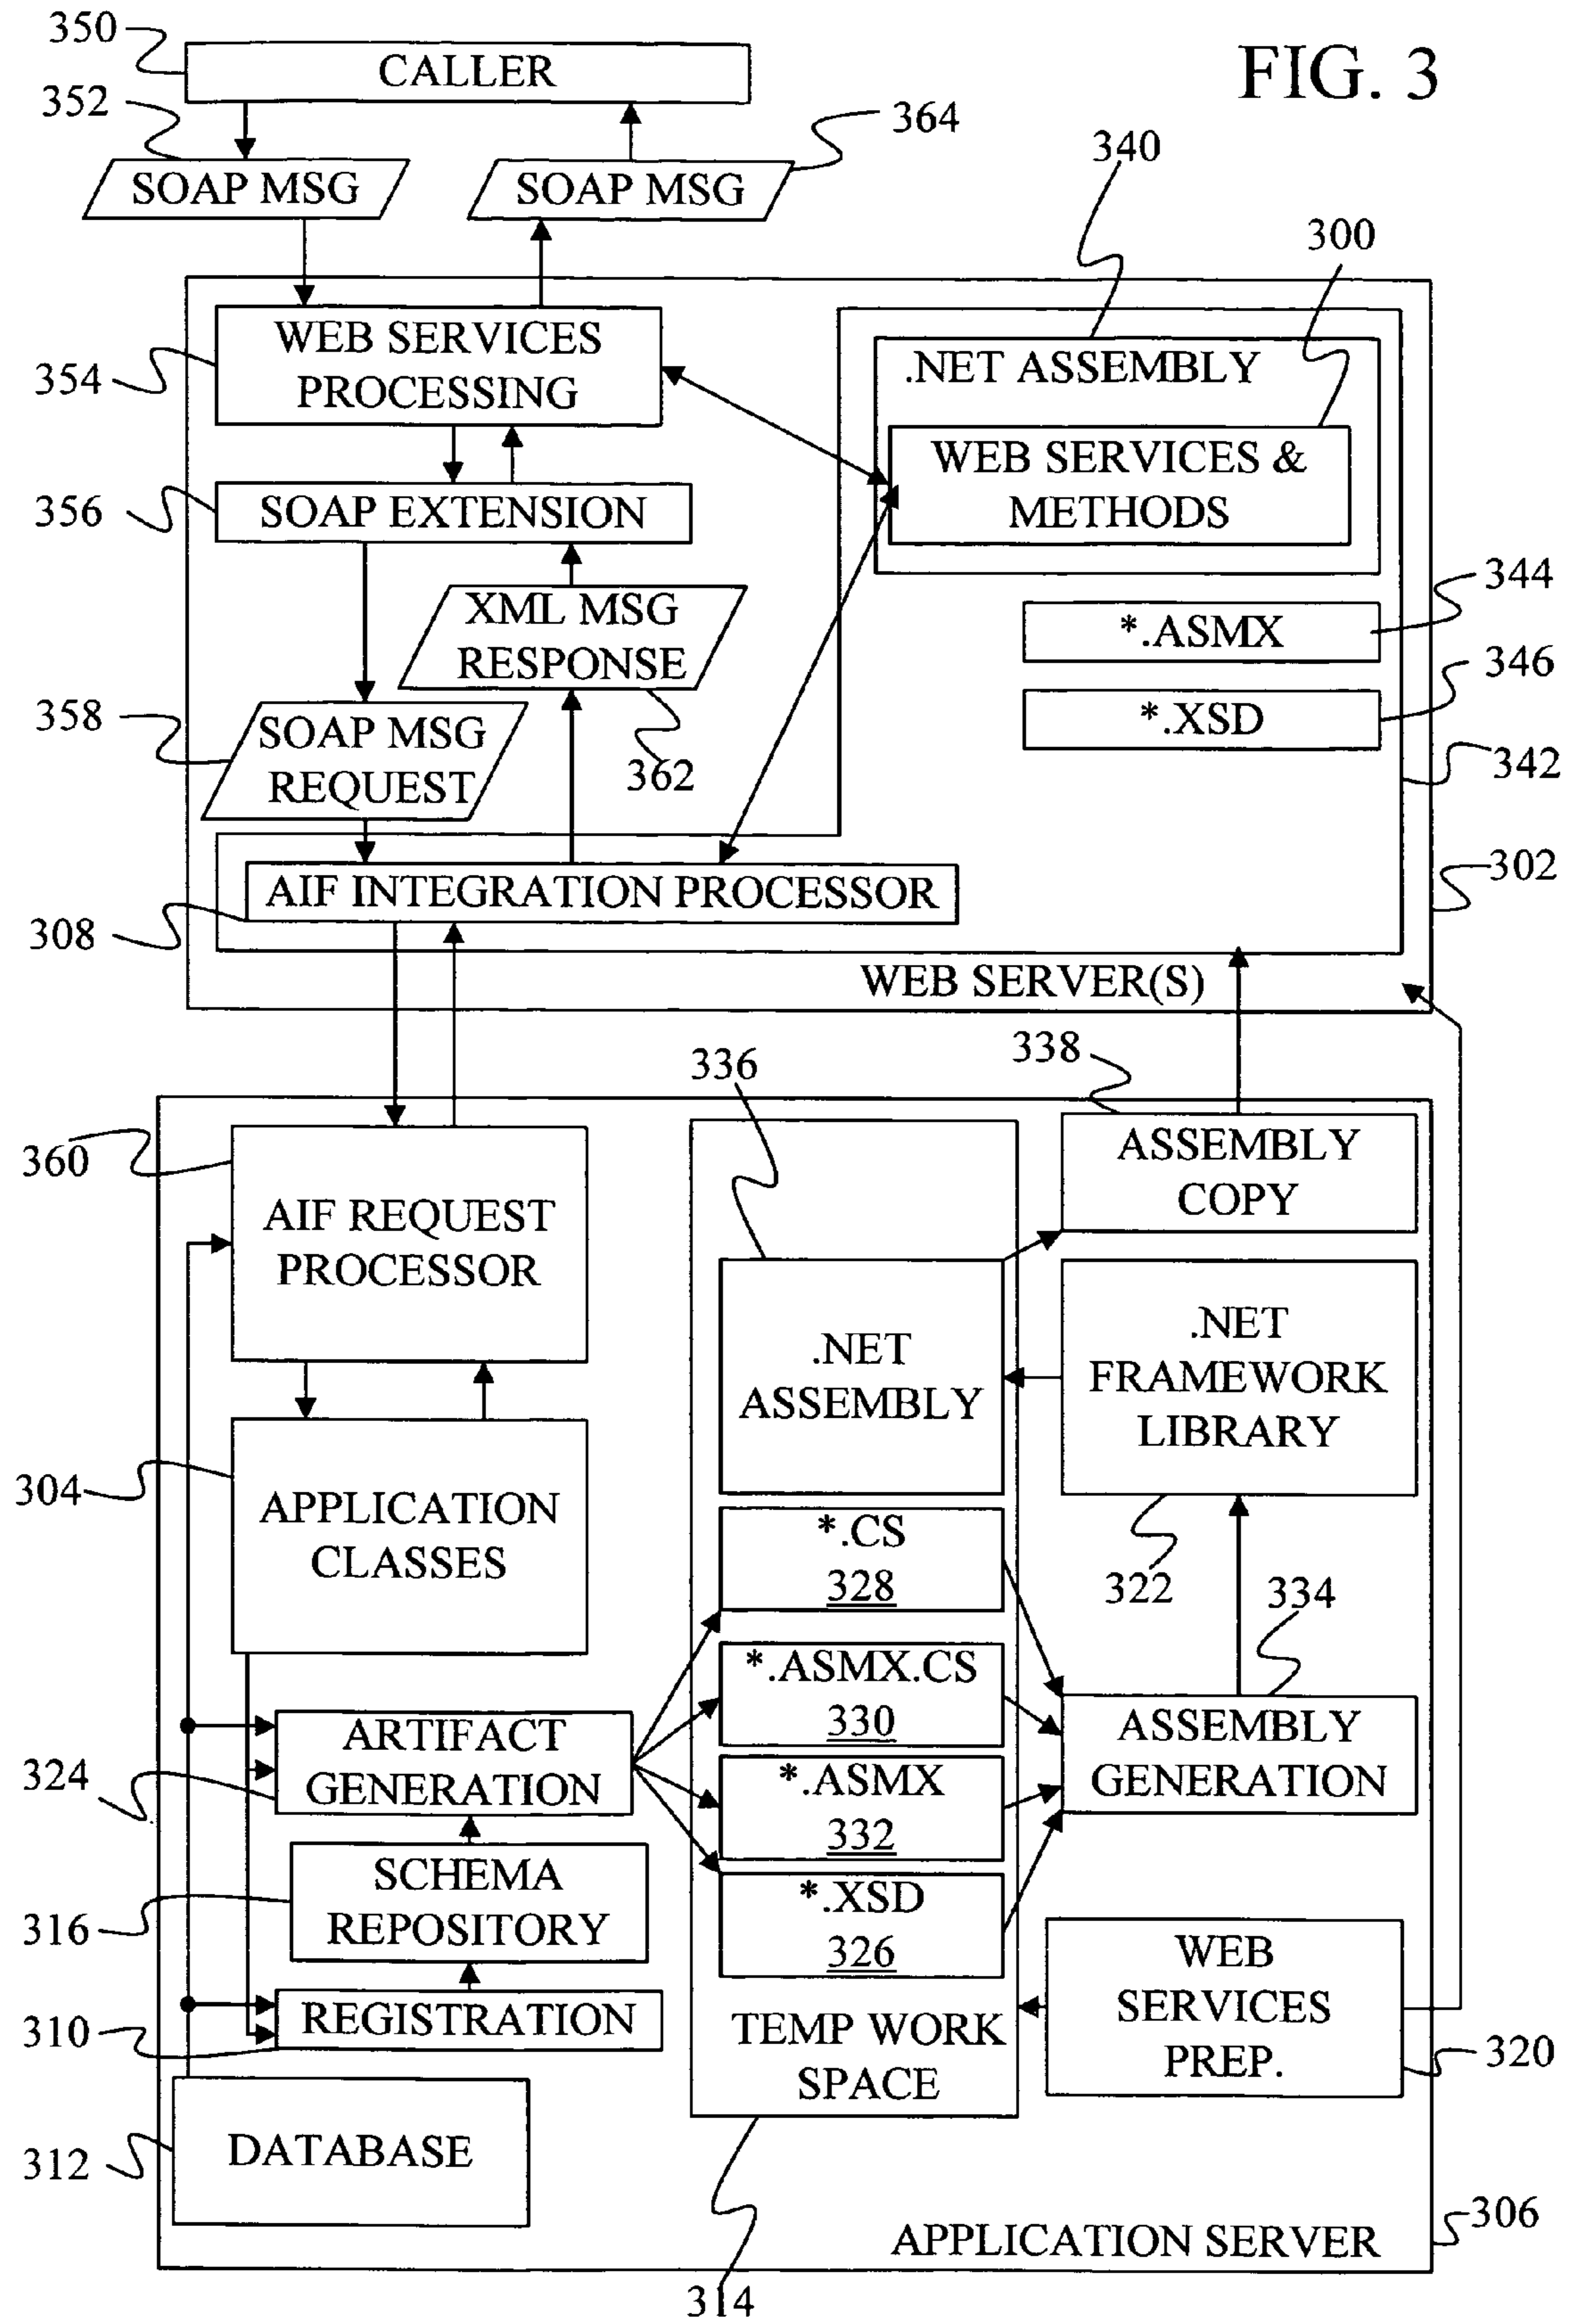 FIG. 3
350
CALLER
352
364
SOAP MSG
SOAP MSG
340
300
354
WEB SERVICES
PROCESSING
.NET ASSEMBLY
WEB SERVICES &
METHODS
356
SOAP EXTENSION
344
*.ASMX
XML MSG
RESPONSE
346
*.XSD
358
SOAP MSG
REQUEST
362
342
302
AIF INTEGRATION PROCESSOR
308
WEB SERVER(S)
336
338
360
ASSEMBLY
COPY
AIF REQUEST
PROCESSOR
.NET
ASSEMBLY
.NET
FRAMEWORK
LIBRARY
304
APPLICATION
CLASSES
*.CS
328
322
334
*.ASMX.CS
330
ARTIFACT
GENERATION
324
ASSEMBLY
GENERATION
*.ASMX
332
SCHEMA
REPOSITORY
316
*.XSD
326
WEB
SERVICES
PREP.
320
REGISTRATION
310
TEMP WORK
SPACE
DATABASE
312
306
APPLICATION SERVER
314